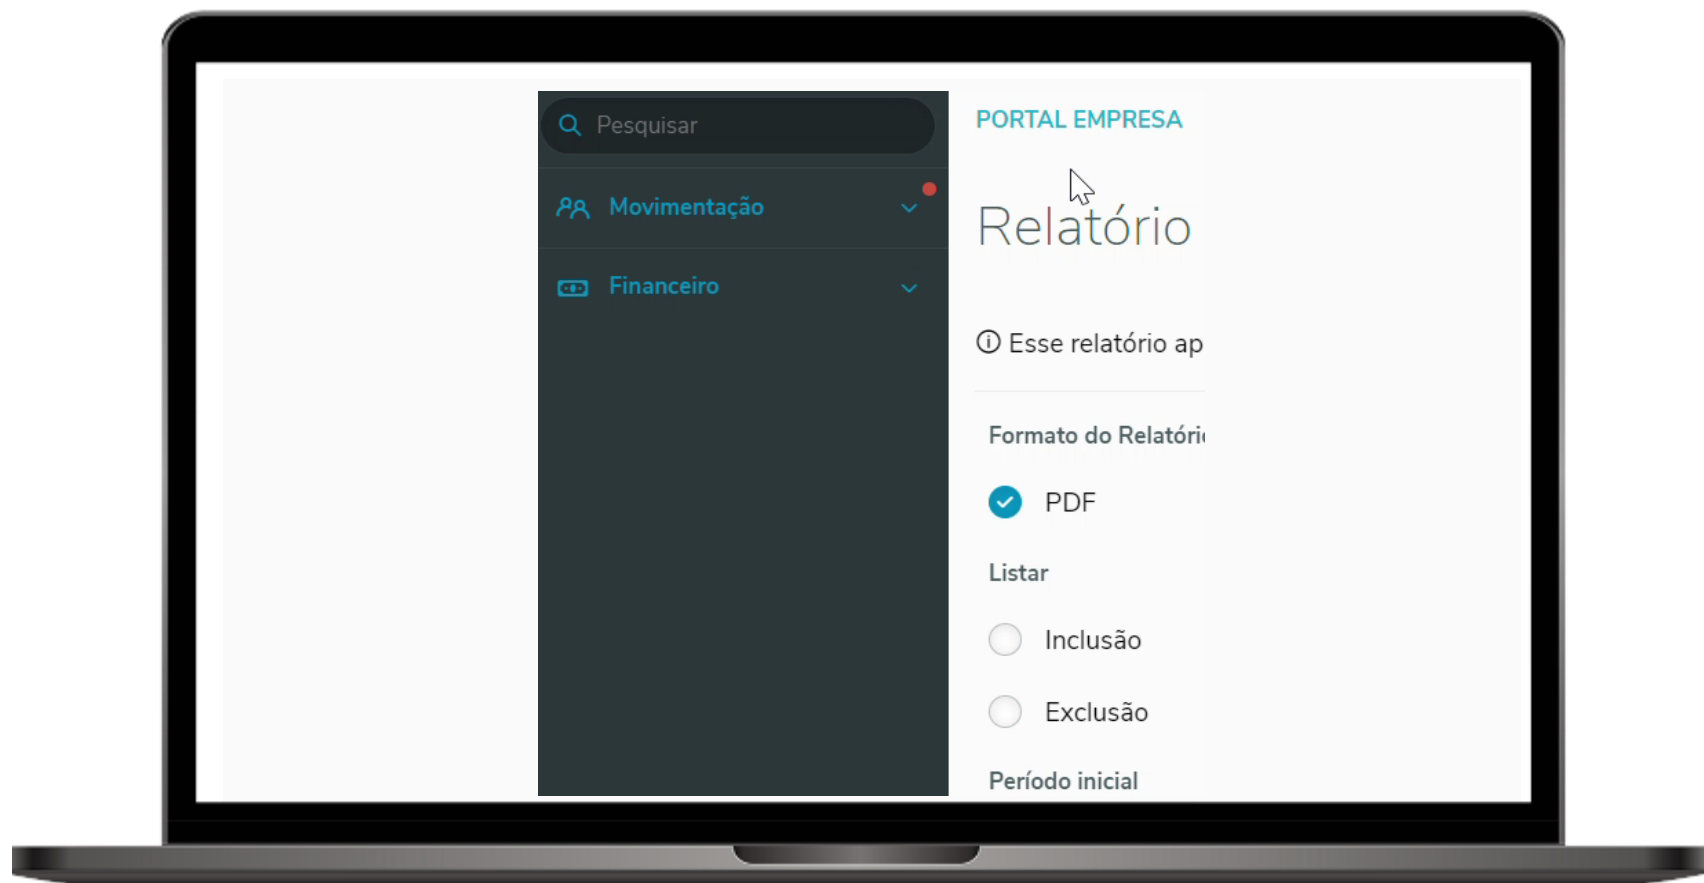 Pesquisar
Movimentação
Financeiro
PORTAL EMPRESA
Relatório
Esse relatório ap
Formato do Relatóri
PDF
Listar
Inclusão
Exclusão
Período inicial